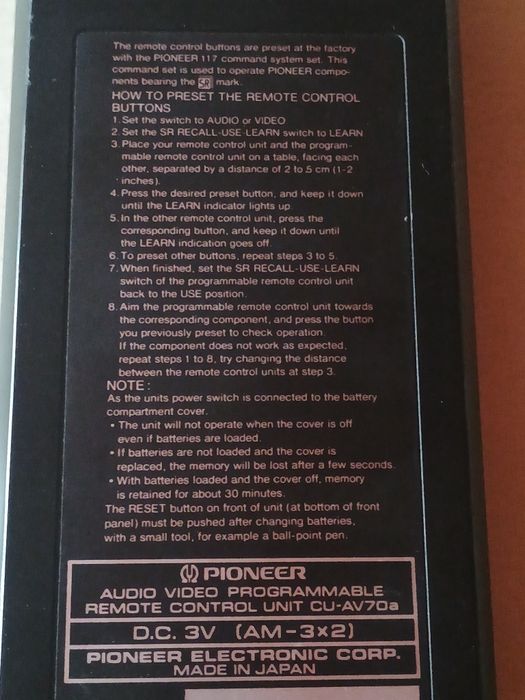 The remote control buttons are preset at the factory
with the PIONEER 117 command system set. This
command set is used to operate PIONEER compo-
nents bearing the SR mark.
HOW TO PRESET THE REMOTE CONTROL
BUTTONS
1. Set the switch to AUDIO or VIDEO
2. Set the SR RECALL-USE-LEARN switch to LEARN
3. Place your remote control unit and the program-
mable remote control unit on a table, facing each
other, separated by a distance of 2 to 5 cm (1-2
inches).
4. Press the desired preset button, and keep it down
until the LEARN indicator lights up.
5. In the other remote control unit, press the
corresponding button, and keep it down until
the LEARN indication goes off.
6. To preset other buttons, repeat steps 3 to 5.
7. When finished, set the SR RECALL-USE-LEARN
switch of the programmable remote control unit
back to the USE position.
8. Aim the programmable remote control unit towards
the corresponding component, and press the button
you previously preset to check operation.
If the component does not work as expected,
repeat steps 1 to 8, try changing the distance
between the remote control units at step 3.
NOTE:
As the units power switch is connected to the battery
compartment cover.
• The unit will not operate when the cover is off
even if batteries are loaded.
• If batteries are not loaded and the cover is
replaced, the memory will be lost after a few seconds.
• With batteries loaded and the cover off, memory
is retained for about 30 minutes.
The RESET button on front of unit (at bottom of front
panel) must be pushed after changing batteries,
with a small tool, for example a ball-point pen.
PIONEER
AUDIO VIDEO PROGRAMMABLE
REMOTE CONTROL UNIT CU-AV70a
D.C. 3V (AM-3×2)
PIONEER ELECTRONIC CORP.
MADE IN JAPAN